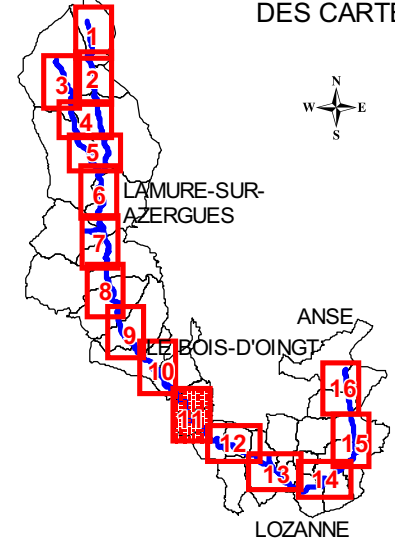 DES CARTE
1
3 2
4
5
6
LAMURE-SUR-
AZERGUES
7
8
9
LE BOIS-D'OINGT
10
11
12
13
14
15
16
ANSE
LOZANNE
N
W E
S